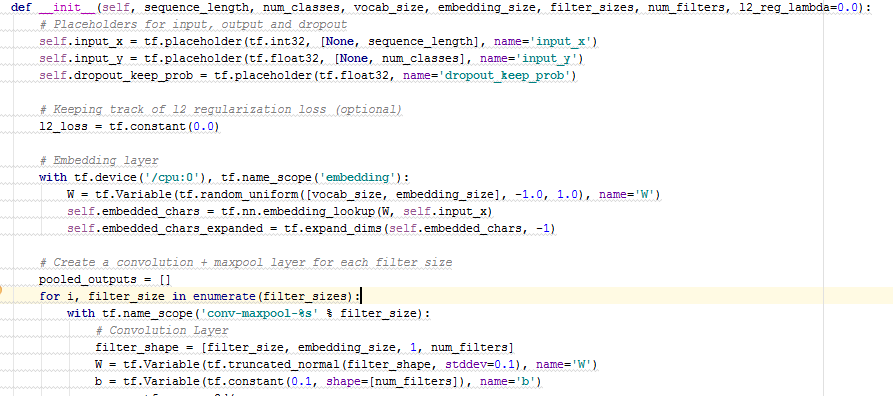 def __init__(self, sequence_length, num_classes, vocab_size, embedding_size, filter_sizes, num_filters, l2_reg_lambda=0.0):
# Placeholders for input, output and dropout
self.input_x = tf.placeholder(tf.int32, [None, sequence_length], name='input_x')
self.input_y = tf.placeholder(tf.float32, [None, num_classes], name='input_y')
self.dropout_keep_prob = tf.placeholder(tf.float32, name='dropout_keep_prob')
# Keeping track of l2 regularization loss (optional)
l2_loss = tf.constant(0.0)
# Embedding layer
with tf.device('/cpu:0'), tf.name_scope('embedding'):
W = tf.Variable(tf.random_uniform([vocab_size, embedding_size], -1.0, 1.0), name='W')
self.embedded_chars = tf.nn.embedding_lookup(W, self.input_x)
self.embedded_chars_expanded = tf.expand_dims(self.embedded_chars, -1)
# Create a convolution + maxpool layer for each filter size
pooled_outputs = []
for i, filter_size in enumerate(filter_sizes):
with tf.name_scope('conv-maxpool-%s' % filter_size):
# Convolution Layer
filter_shape = [filter_size, embedding_size, 1, num_filters]
W = tf.Variable(tf.truncated_normal(filter_shape, stddev=0.1), name='W')
b = tf.Variable(tf.constant(0.1, shape=[num_filters]), name='b')